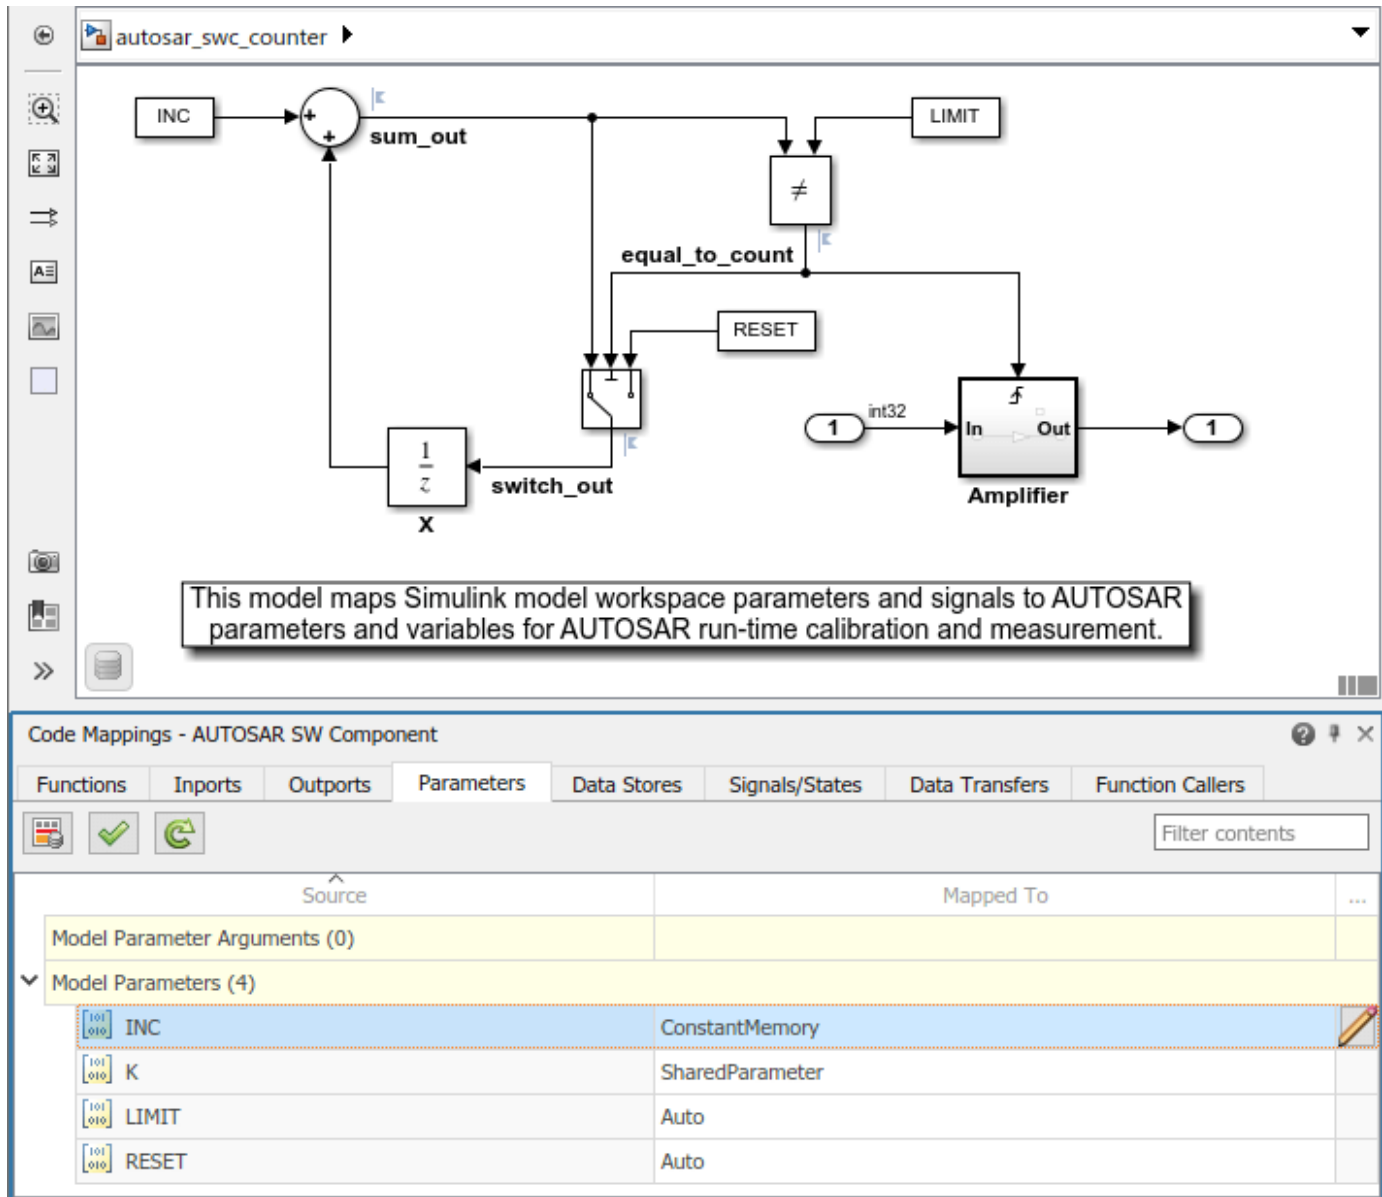 autosar_swc_counter
INC
+
+
sum_out
LIMIT
≠
equal_to_count
RESET
int32
1
In
Out
1
Amplifier
1
z
switch_out
X
This model maps Simulink model workspace parameters and signals to AUTOSAR
parameters and variables for AUTOSAR run-time calibration and measurement.
Code Mappings - AUTOSAR SW Component
Functions Inports Outports Parameters Data Stores Signals/States Data Transfers Function Callers
Filter contents
Source Mapped To ...
Model Parameter Arguments (0)
Model Parameters (4)
INC ConstantMemory
K SharedParameter
LIMIT Auto
RESET Auto